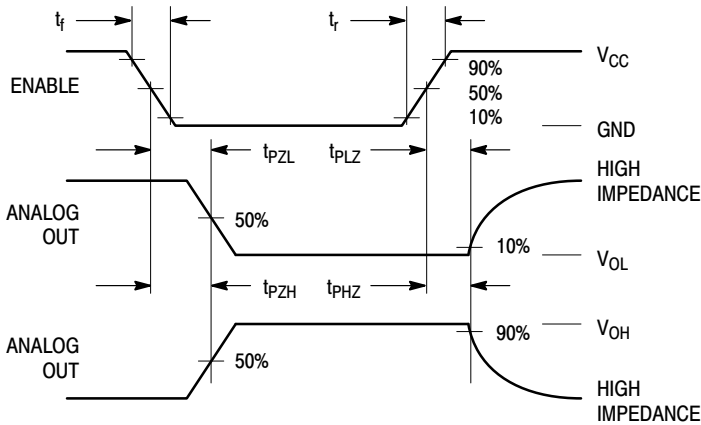 tf
tr
VCC
90%
50%
10%
ENABLE
GND
tPZL
tPLZ
HIGH
IMPEDANCE
ANALOG
OUT
50%
10%
VOL
tPZH
tPHZ
VOH
90%
ANALOG
OUT
50%
HIGH
IMPEDANCE